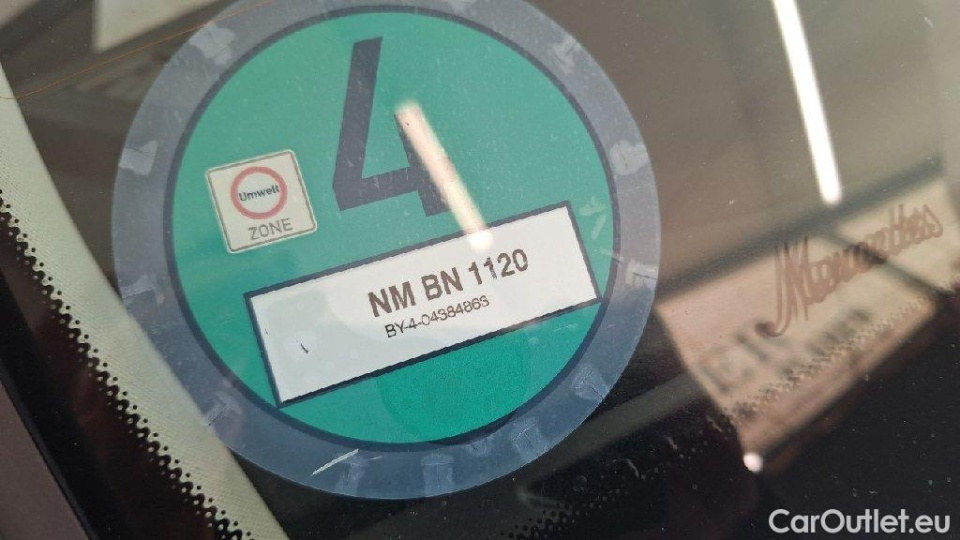 4
Umwelt
ZONE
NM BN 1120
BY-4-04384863
CarOutlet.eu